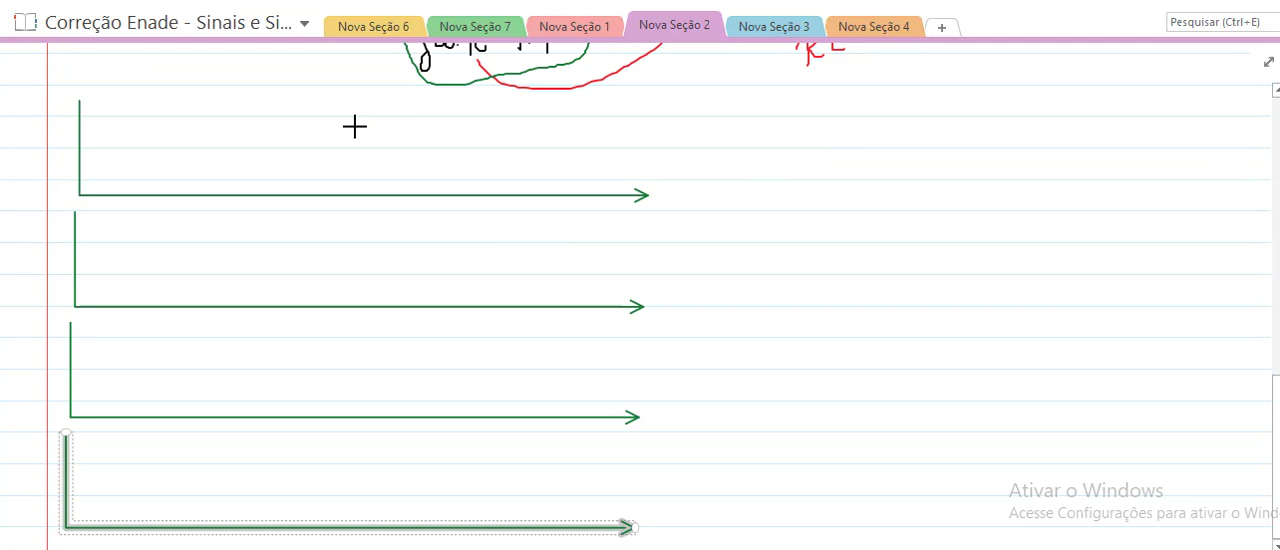 Correção Enade - Sinais e Si...
Nova Seção 6
Nova Seção 7
Nova Seção 1
Nova Seção 2
Nova Seção 3
Nova Seção 4
Pesquisar (Ctrl+E)
Ativar o Windows
Acesse Configurações para ativar o Wind